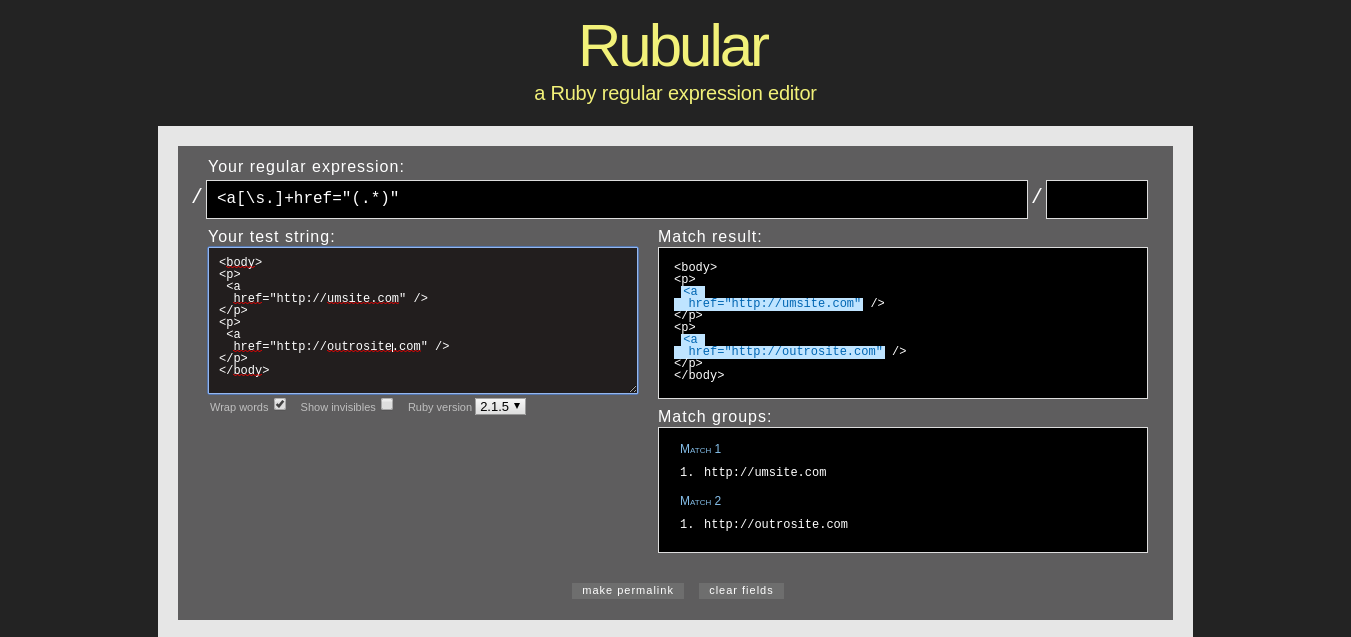 Rubular
a Ruby regular expression editor
Your regular expression:
/ <a[\s.]+href="(.*)" /
Your test string:
<body>
<p>
 <a
  href="http://umsite.com" />
</p>
<p>
 <a
  href="http://outrosite.com" />
</p>
</body>
Wrap words Show invisibles Ruby version 2.1.5
Match result:
<body>
<p>
 <a
  href="http://umsite.com" />
</p>
<p>
 <a
  href="http://outrosite.com" />
</p>
</body>
Match groups:
Match 1
1. http://umsite.com
Match 2
1. http://outrosite.com
make permalink clear fields